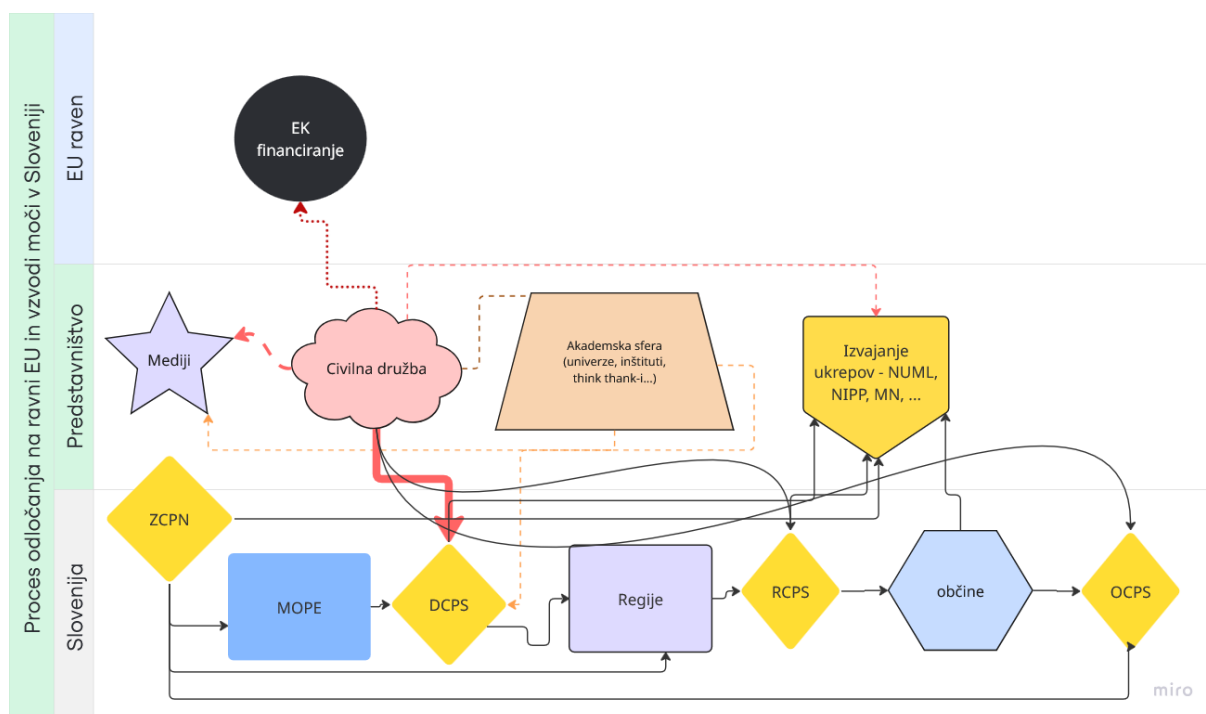 Proces odločanja na ravni EU in vzvodi moči v Sloveniji
EU raven
EK
financiranje
Predstavništvo
Mediji
Civilna družba
Akademska sfera
(univerze, inštituti,
think thank-i...)
Izvajanje
ukrepov - NUML,
NIPP, MN, ...
Slovenija
ZCPN
MOPE
DCPS
Regije
RCPS
občine
OCPS
miro